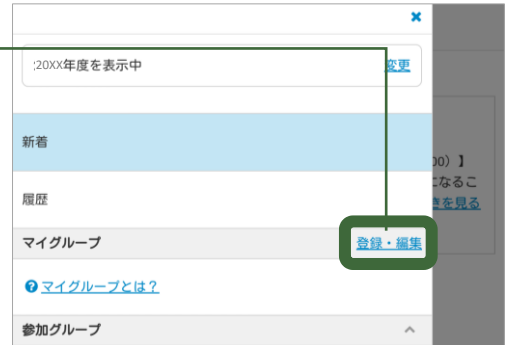 20XX年度を表示中 変更
新着
履歴
マイグループ 登録・編集
マイグループとは？
参加グループ
00）】
になるこ
きを見る